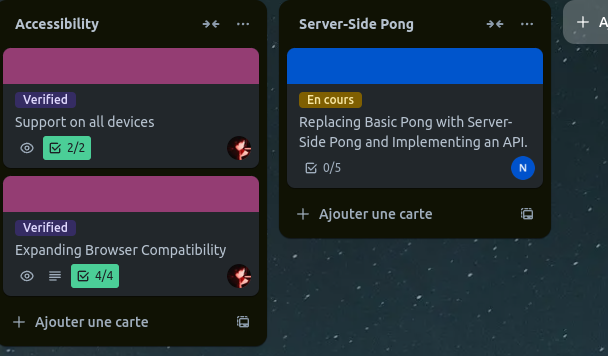 Accessibility
Verified
Support on all devices
2/2
Verified
Expanding Browser Compatibility
4/4
Ajouter une carte
Server-Side Pong
En cours
Replacing Basic Pong with Server-
Side Pong and Implementing an API.
0/5
N
Ajouter une carte
A